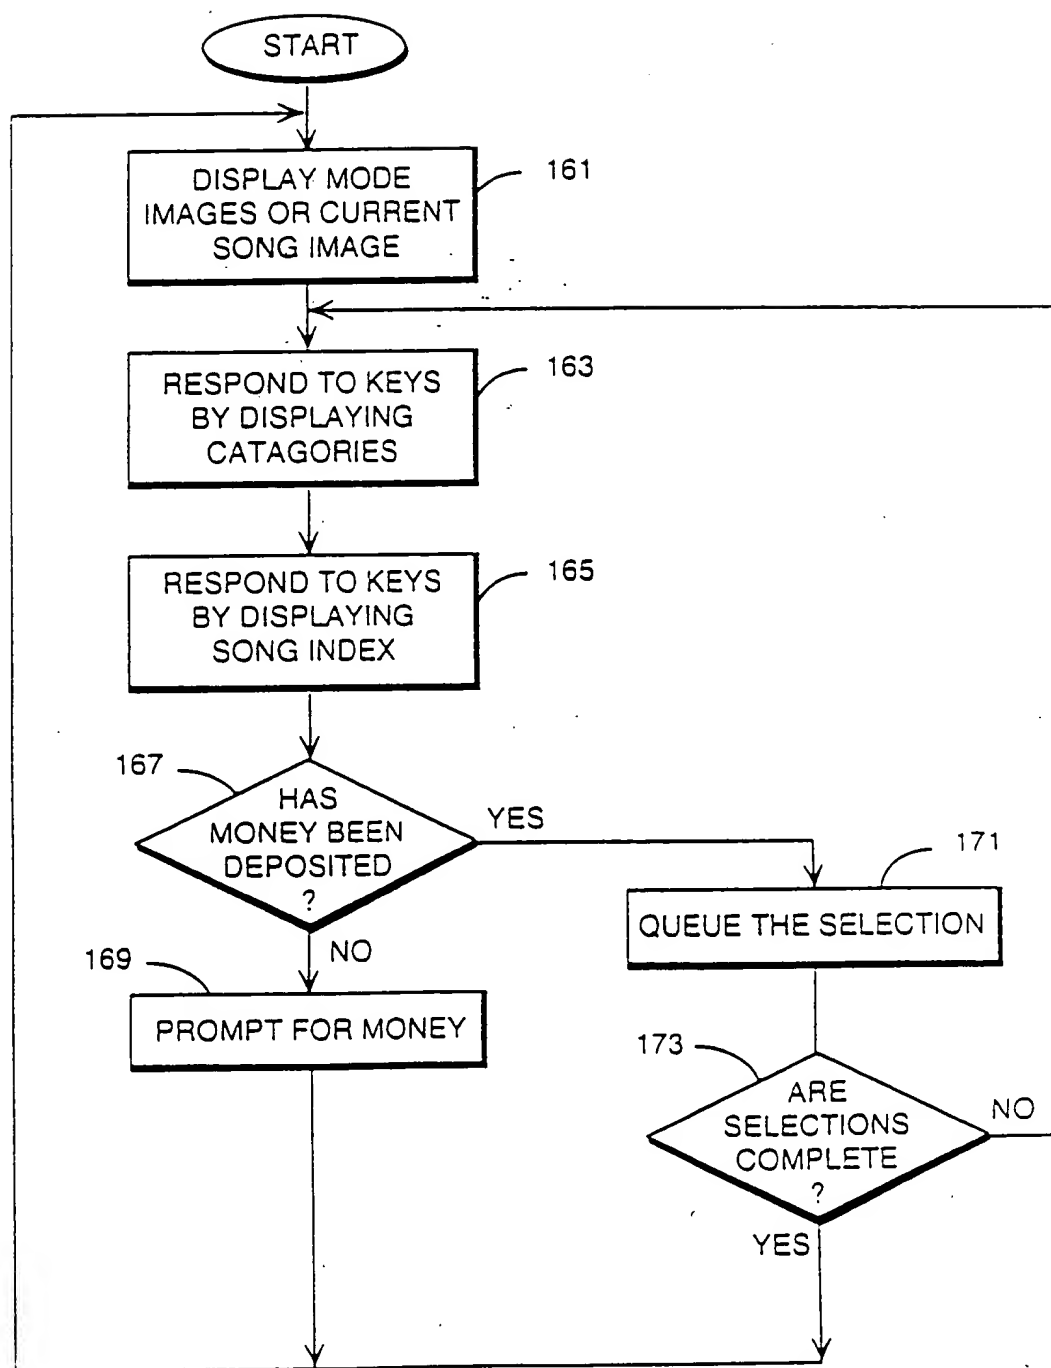 START
DISPLAY MODE
IMAGES OR CURRENT
SONG IMAGE
161
RESPOND TO KEYS
BY DISPLAYING
CATAGORIES
163
RESPOND TO KEYS
BY DISPLAYING
SONG INDEX
165
167
HAS
MONEY BEEN
DEPOSITED
?
YES
NO
171
QUEUE THE SELECTION
169
PROMPT FOR MONEY
173
ARE
SELECTIONS
COMPLETE
?
NO
YES